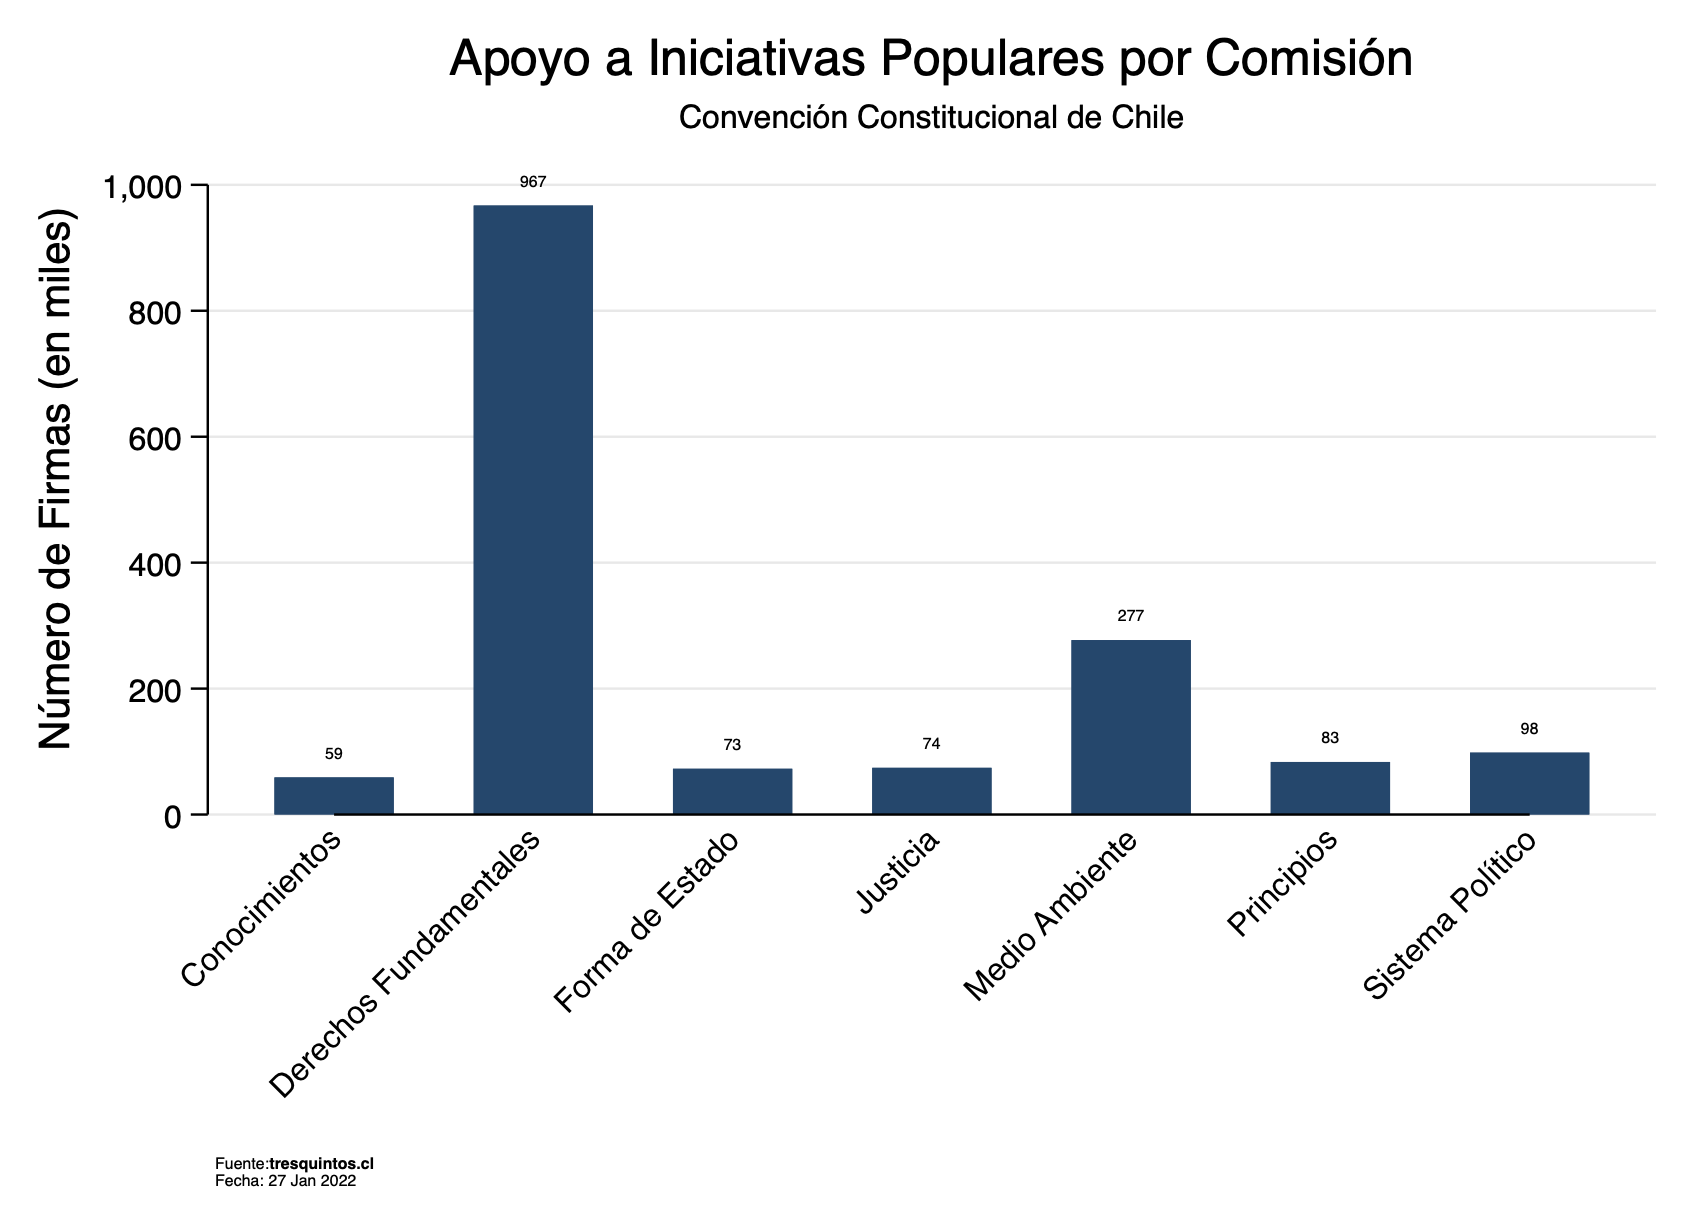 Apoyo a Iniciativas Populares por Comisión
Convención Constitucional de Chile
Número de Firmas (en miles)
1,000
800
600
400
200
0
59
967
73
74
277
83
98
Conocimientos
Derechos Fundamentales
Forma de Estado
Justicia
Medio Ambiente
Principios
Sistema Político
Fuente:tresquintos.cl
Fecha: 27 Jan 2022